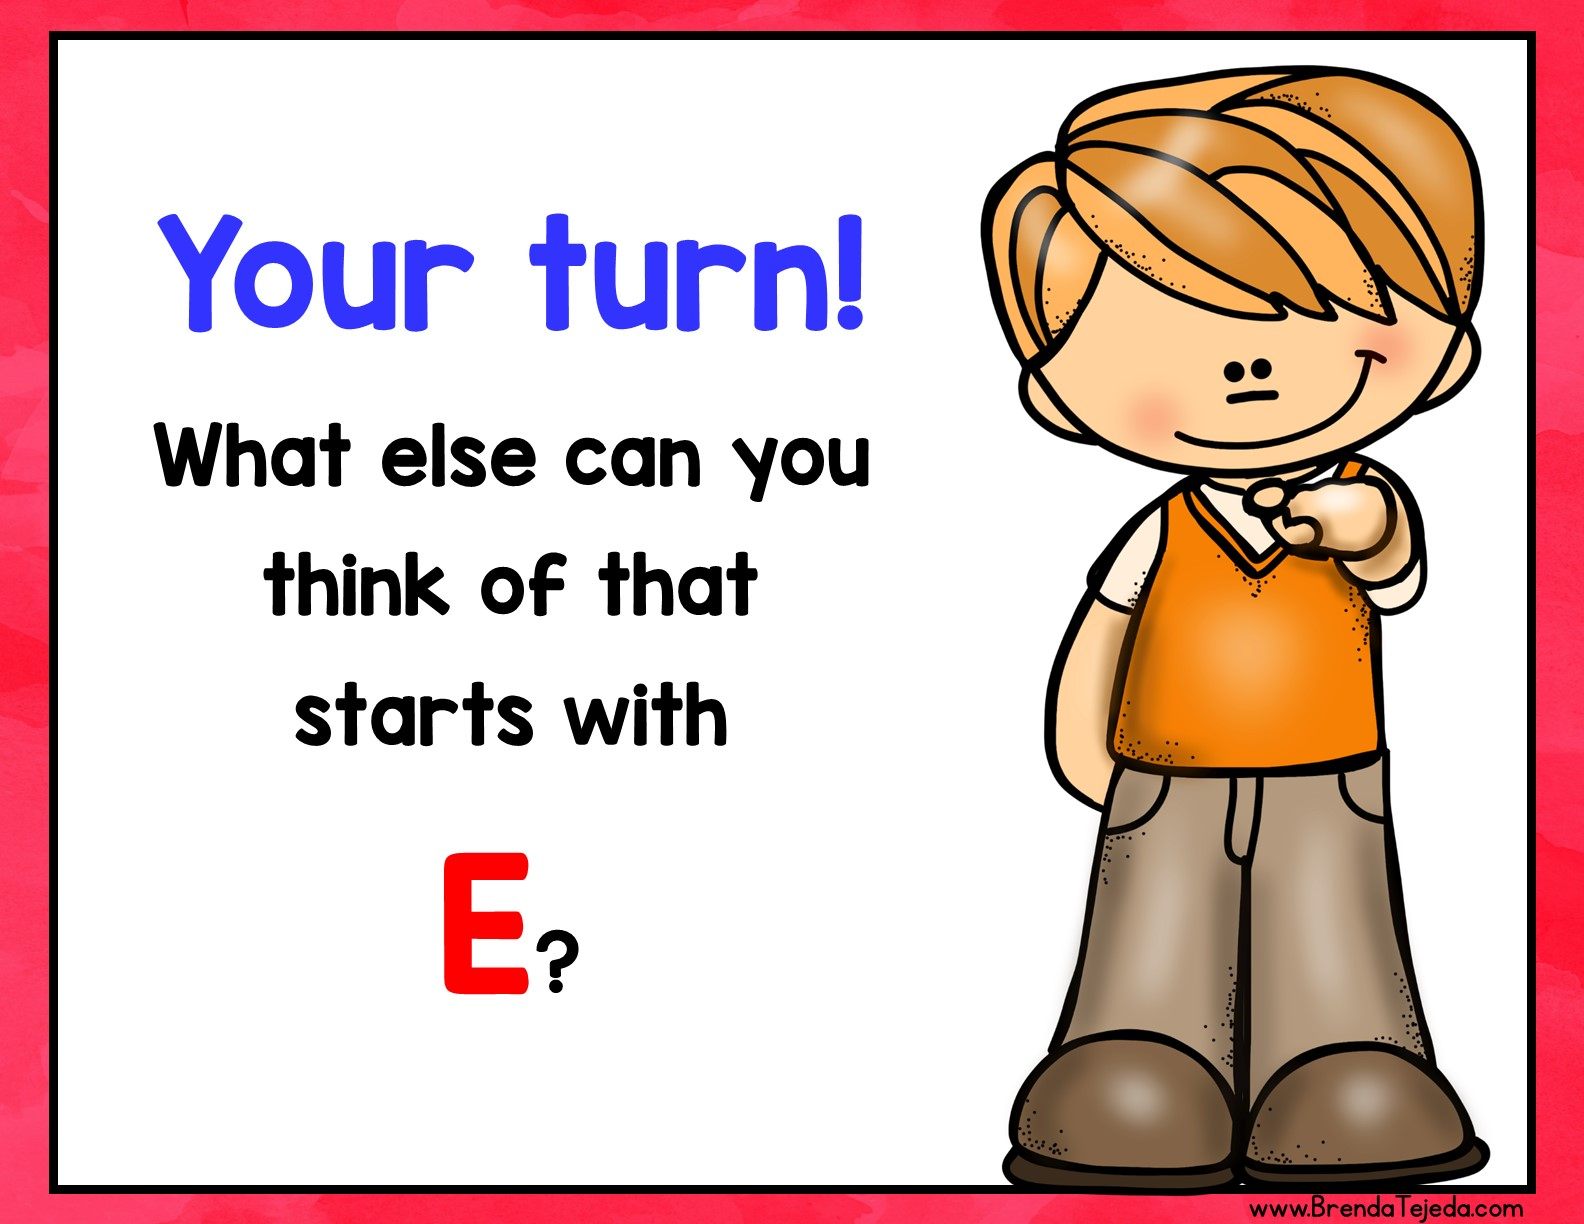 Your turn!
What else can you
think of that
starts with
E?
www.BrendaTejeda.com